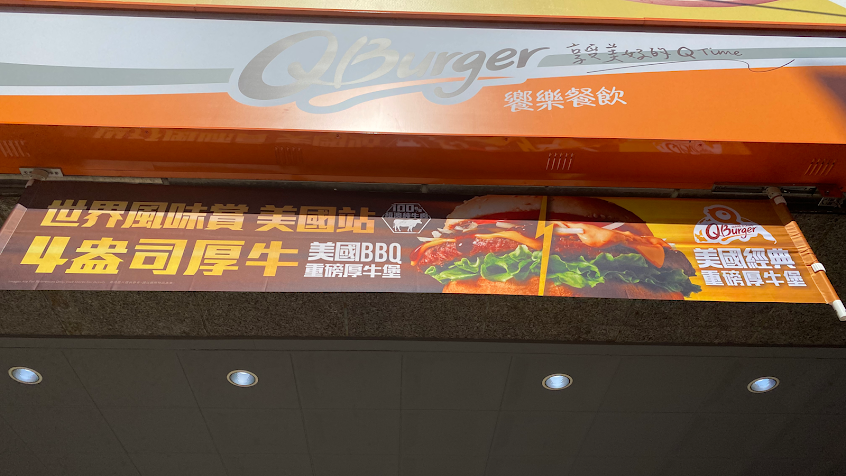 QBurger
享受美好的 Q Time
饗樂餐飲
世界風味賞 美國站
100%
4盎司厚牛
美國BBQ
重磅厚牛堡
QBurger
美國經典
重磅厚牛堡